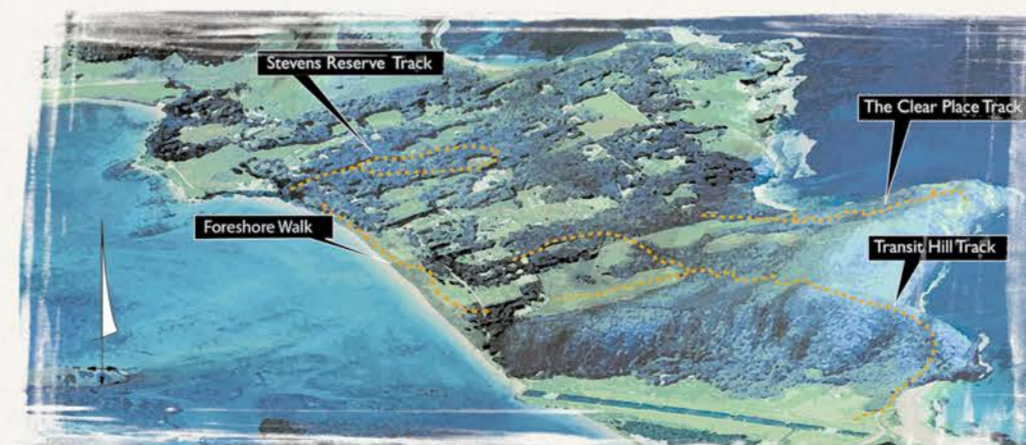 Stevens Reserve Track
The Clear Place Track
Foreshore Walk
Transit Hill Track